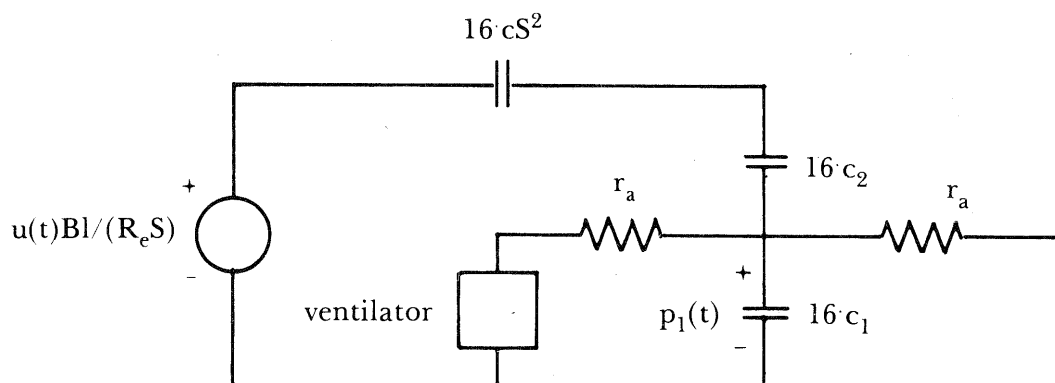 16·cS²
+
16·c₂
rₐ
rₐ
u(t)Bl/(RₑS)
-
+
ventilator
p₁(t)
16·c₁
-